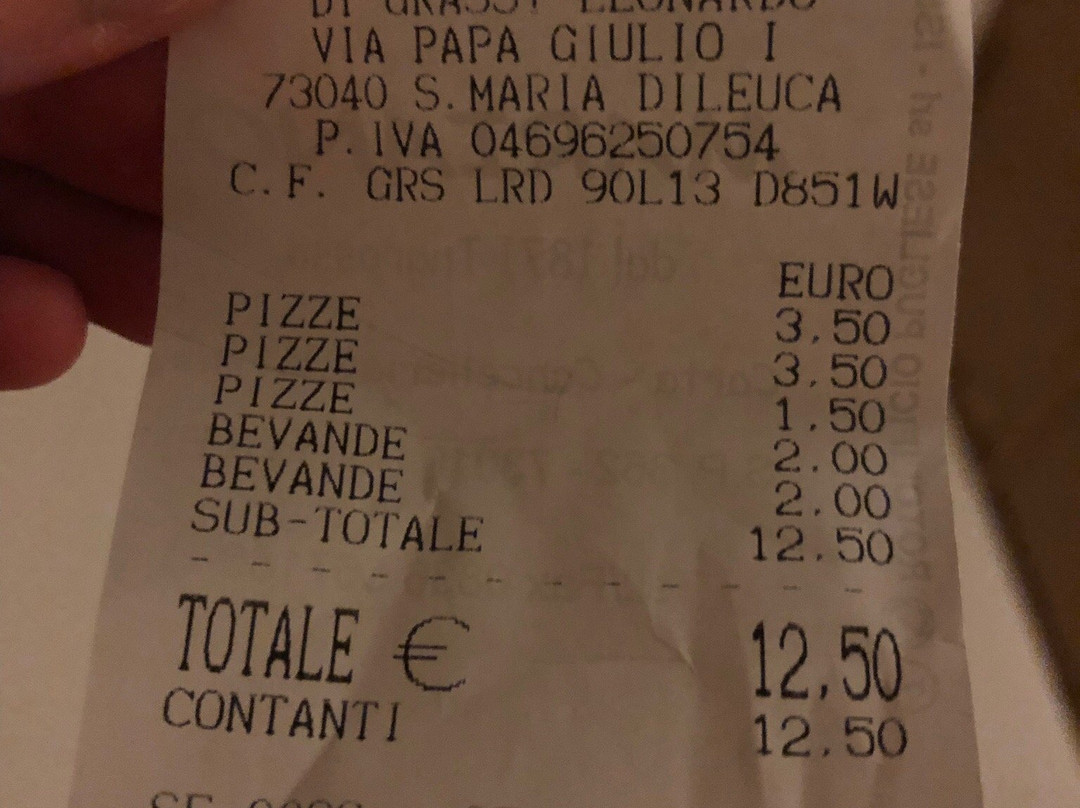 VIA PAPA GIULIO I
73040 S.MARIA DILEUCA
P.IVA 04696250754
C.F. GRS LRD 90L13 D851W
EURO
PIZZE 3.50
PIZZE 3.50
PIZZE 1.50
BEVANDE 2.00
BEVANDE 2.00
SUB-TOTALE 12.50
TOTALE € 12,50
CONTANTI 12.50